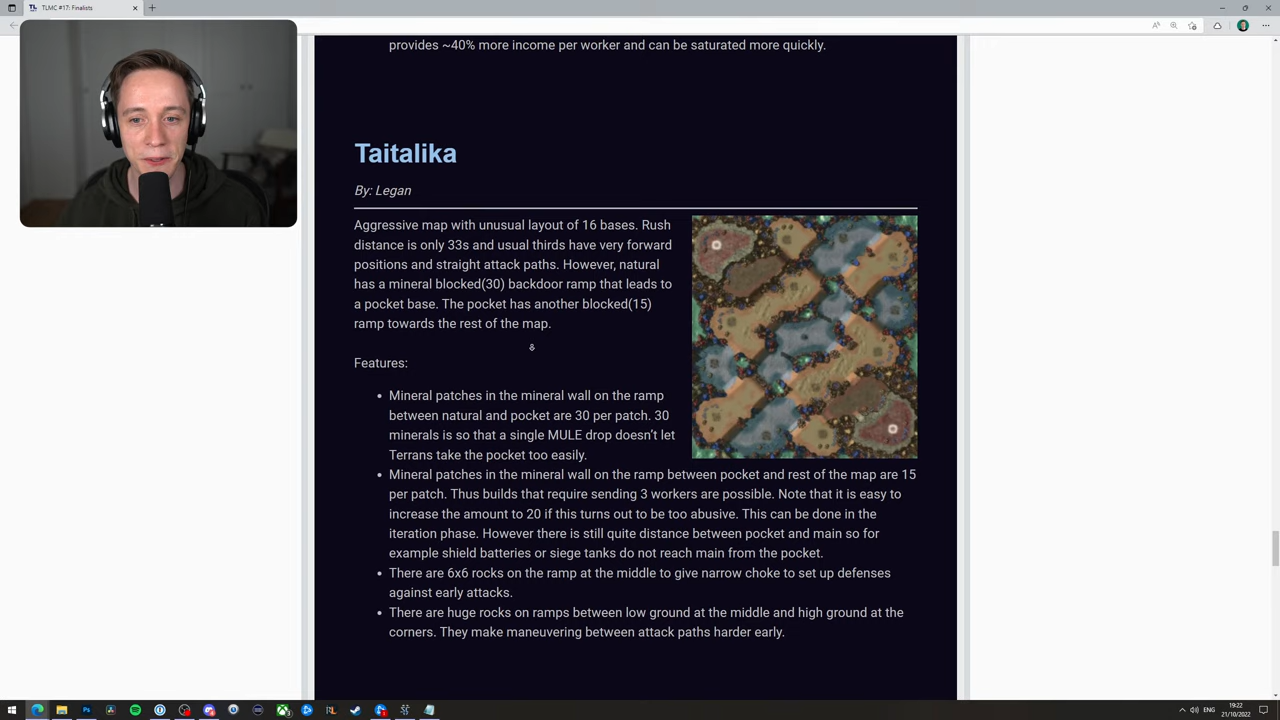 TLMC #17: Finalists
provides ~40% more income per worker and can be saturated more quickly.
Taitalika
By: Legan
Aggressive map with unusual layout of 16 bases. Rush
distance is only 33s and usual thirds have very forward
positions and straight attack paths. However, natural
has a mineral blocked(30) backdoor ramp that leads to
a pocket base. The pocket has another blocked(15)
ramp towards the rest of the map.
Features:
• Mineral patches in the mineral wall on the ramp
between natural and pocket are 30 per patch. 30
minerals is so that a single MULE drop doesn't let
Terrans take the pocket too easily.
• Mineral patches in the mineral wall on the ramp between pocket and rest of the map are 15
per patch. Thus builds that require sending 3 workers are possible. Note that it is easy to
increase the amount to 20 if this turns out to be too abusive. This can be done in the
iteration phase. However there is still quite distance between pocket and main so for
example shield batteries or siege tanks do not reach main from the pocket.
• There are 6x6 rocks on the ramp at the middle to give narrow choke to set up defenses
against early attacks.
• There are huge rocks on ramps between low ground at the middle and high ground at the
corners. They make maneuvering between attack paths harder early.
ENG
19:22
21/10/2022